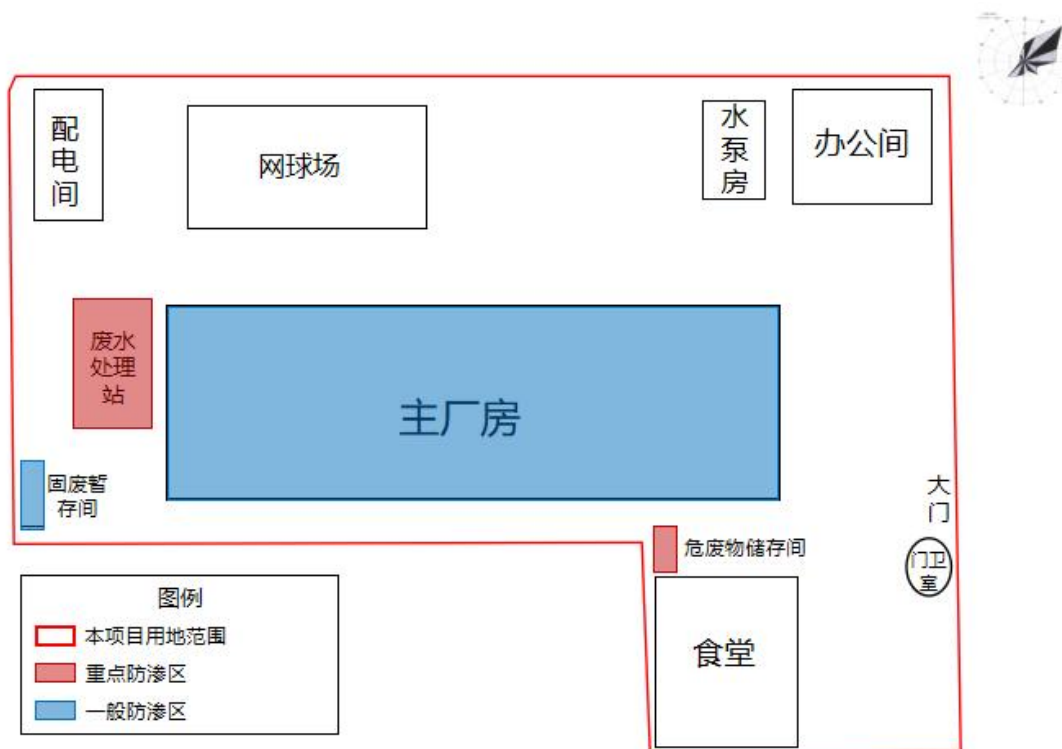 配
电
间
网球场
水
泵
房
办公间
废水
处理
站
主厂房
固废暂
存间
大
门
危废物储存间
门卫
室
食堂
图例
本项目用地范围
重点防渗区
一般防渗区